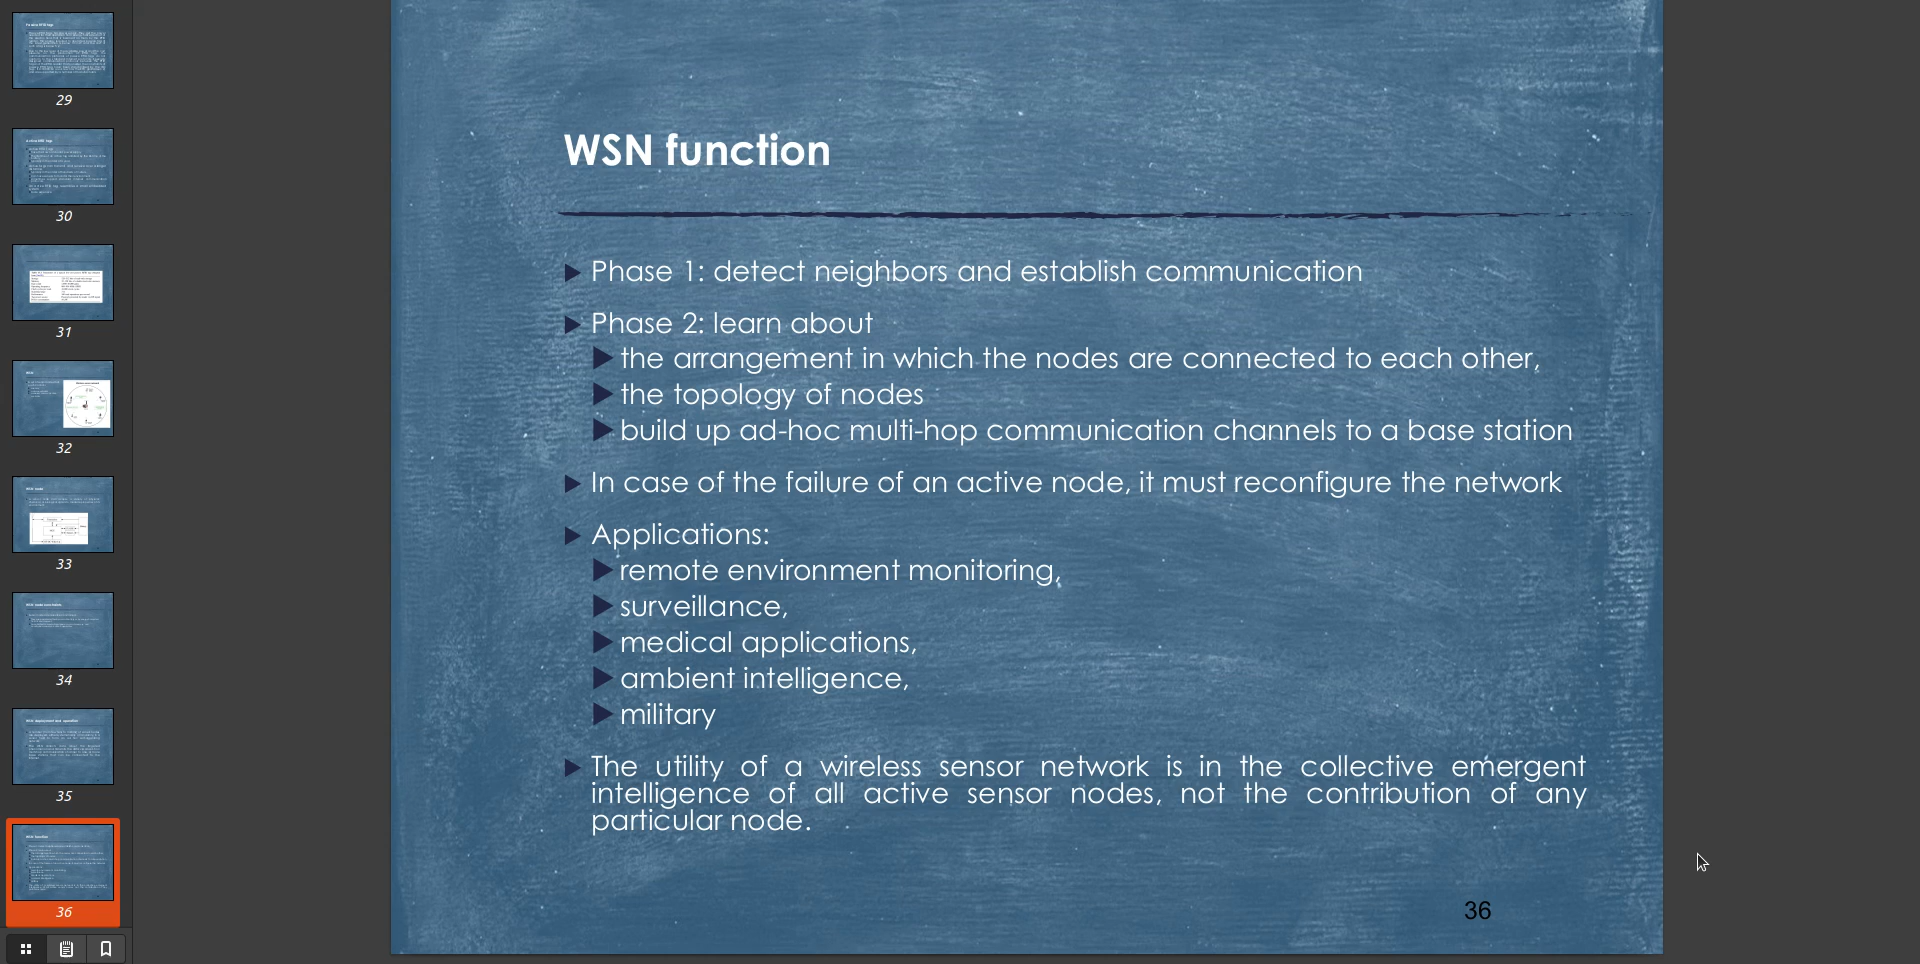 29
30
31
32
33
34
35
36
WSN function
Phase 1: detect neighbors and establish communication
Phase 2: learn about
the arrangement in which the nodes are connected to each other,
the topology of nodes
build up ad-hoc multi-hop communication channels to a base station
In case of the failure of an active node, it must reconfigure the network
Applications:
remote environment monitoring,
surveillance,
medical applications,
ambient intelligence,
military
The utility of a wireless sensor network is in the collective emergent
intelligence of all active sensor nodes, not the contribution of any
particular node.
36